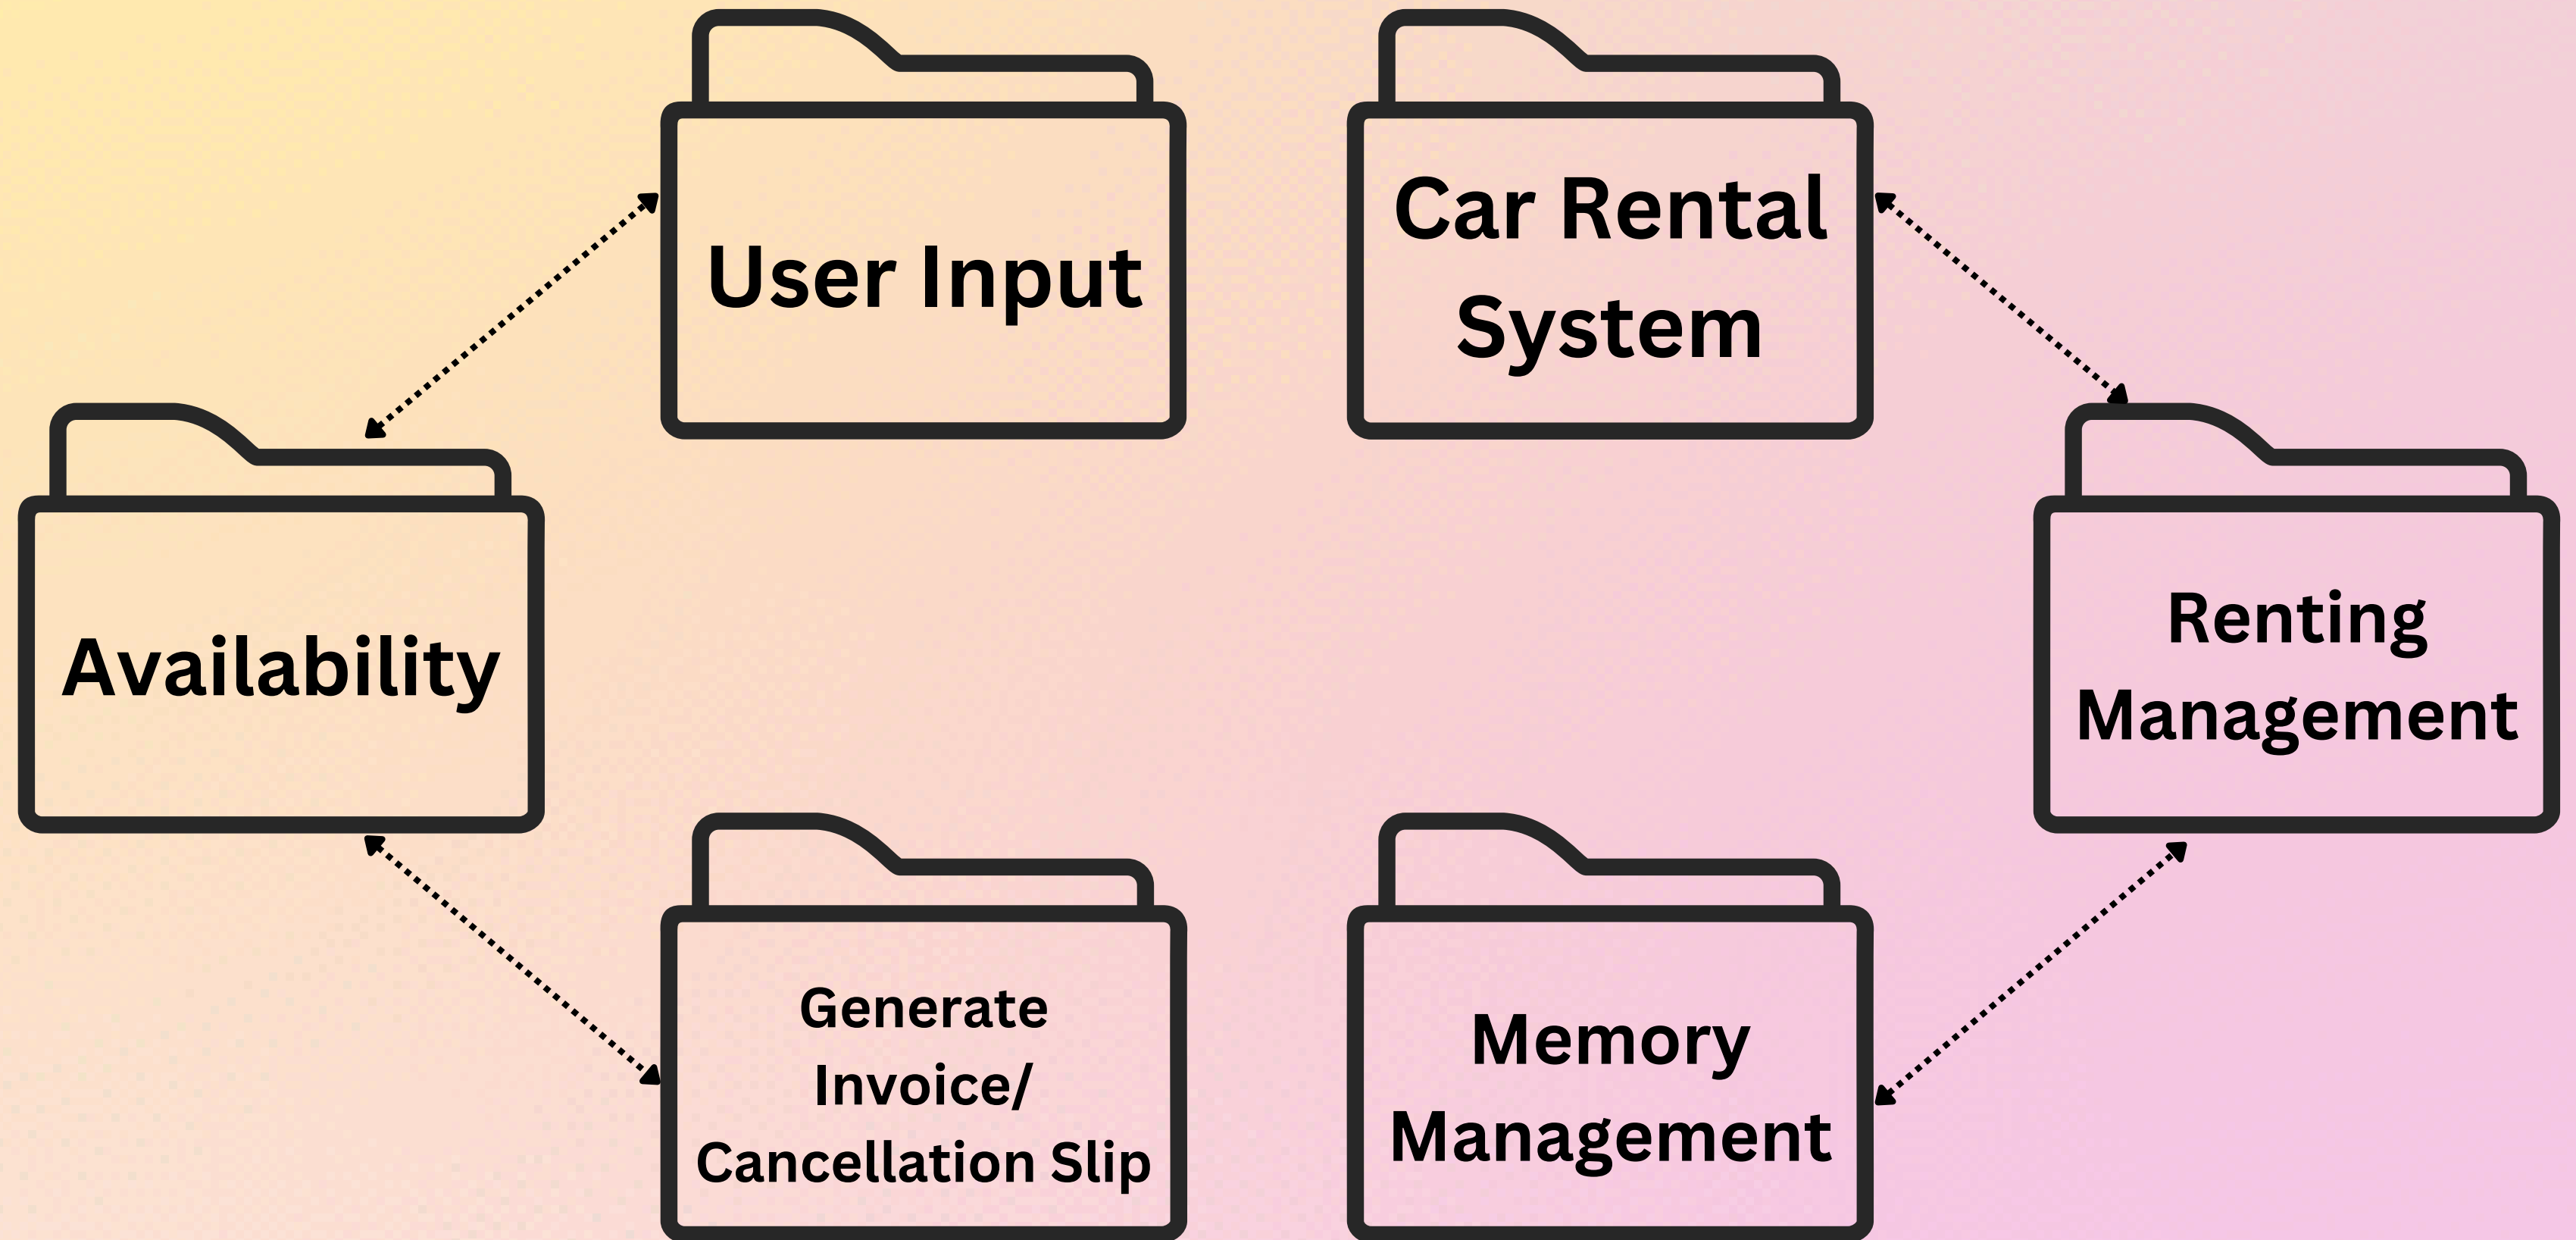 User Input
Car Rental
System
Availability
Renting
Management
Generate
Invoice/
Cancellation Slip
Memory
Management